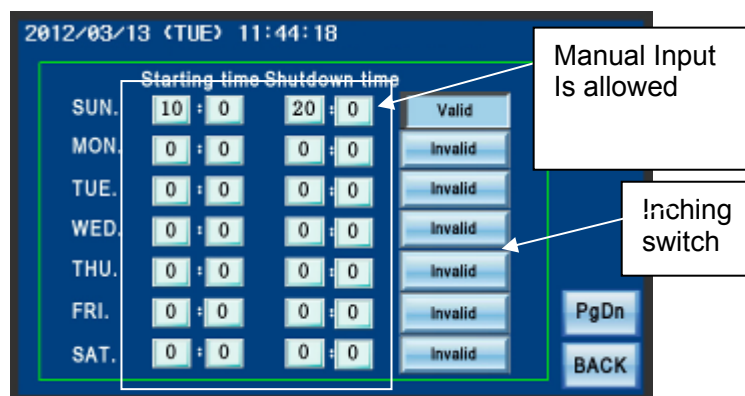 2012/03/13 (TUE) 11:44:18
Manual Input
Is allowed
Starting time Shutdown time
SUN. 10 : 0 20 : 0 Valid
MON. 0 : 0 0 : 0 Invalid
TUE. 0 : 0 0 : 0 Invalid
WED. 0 : 0 0 : 0 Invalid
Inching
switch
THU. 0 : 0 0 : 0 Invalid
FRI. 0 : 0 0 : 0 Invalid
PgDn
SAT. 0 : 0 0 : 0 Invalid
BACK